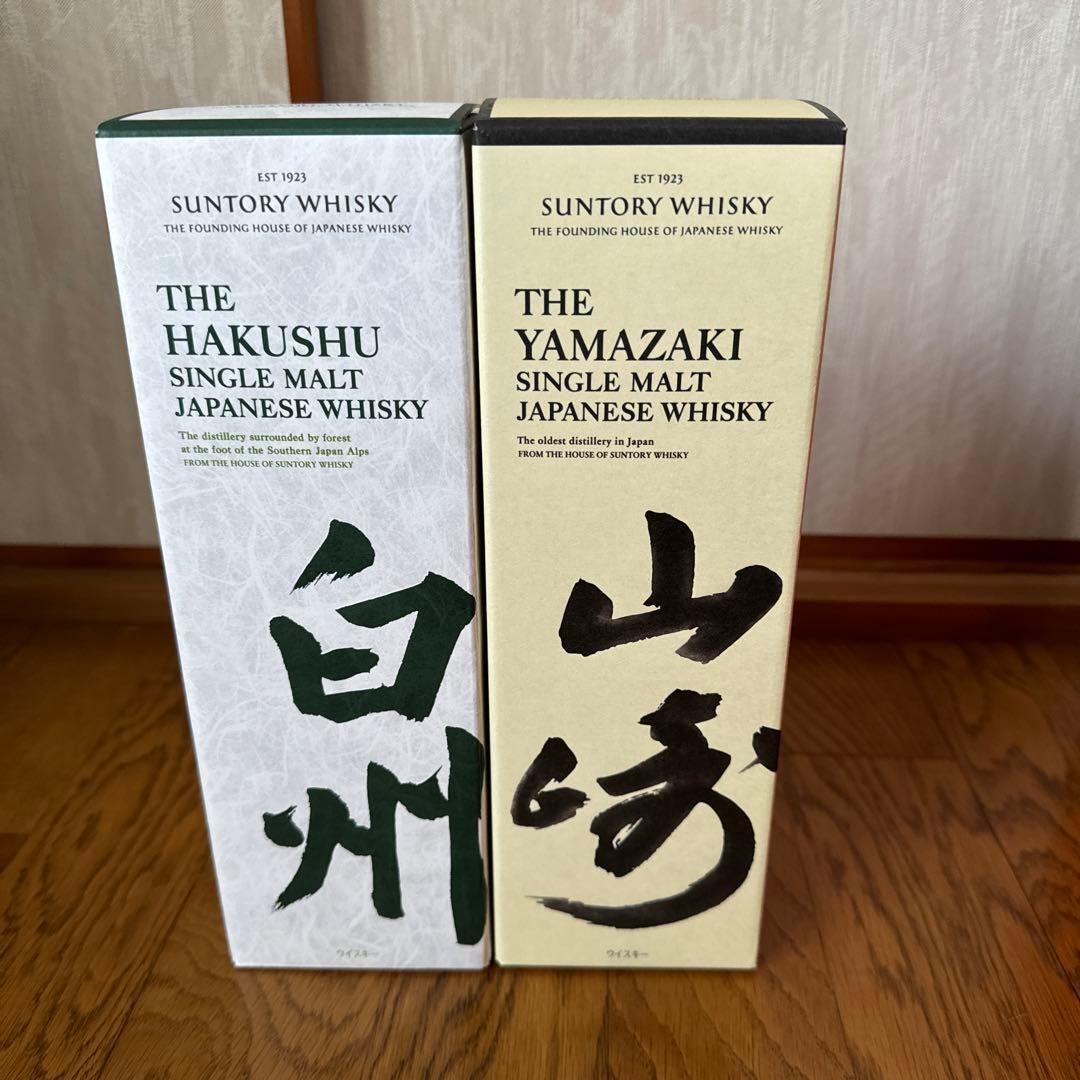 EST 1923
SUNTORY WHISKY
THE FOUNDING HOUSE OF JAPANESE WHISKY
THE
HAKUSHU
SINGLE MALT
JAPANESE WHISKY
The distillery surrounded by forest
at the foot of the Southern Japan Alps
FROM THE HOUSE OF SUNTORY WHISKY
白州
ウイスキー
EST 1923
SUNTORY WHISKY
THE FOUNDING HOUSE OF JAPANESE WHISKY
THE
YAMAZAKI
SINGLE MALT
JAPANESE WHISKY
The oldest distillery in Japan
FROM THE HOUSE OF SUNTORY WHISKY
山崎
ウイスキー